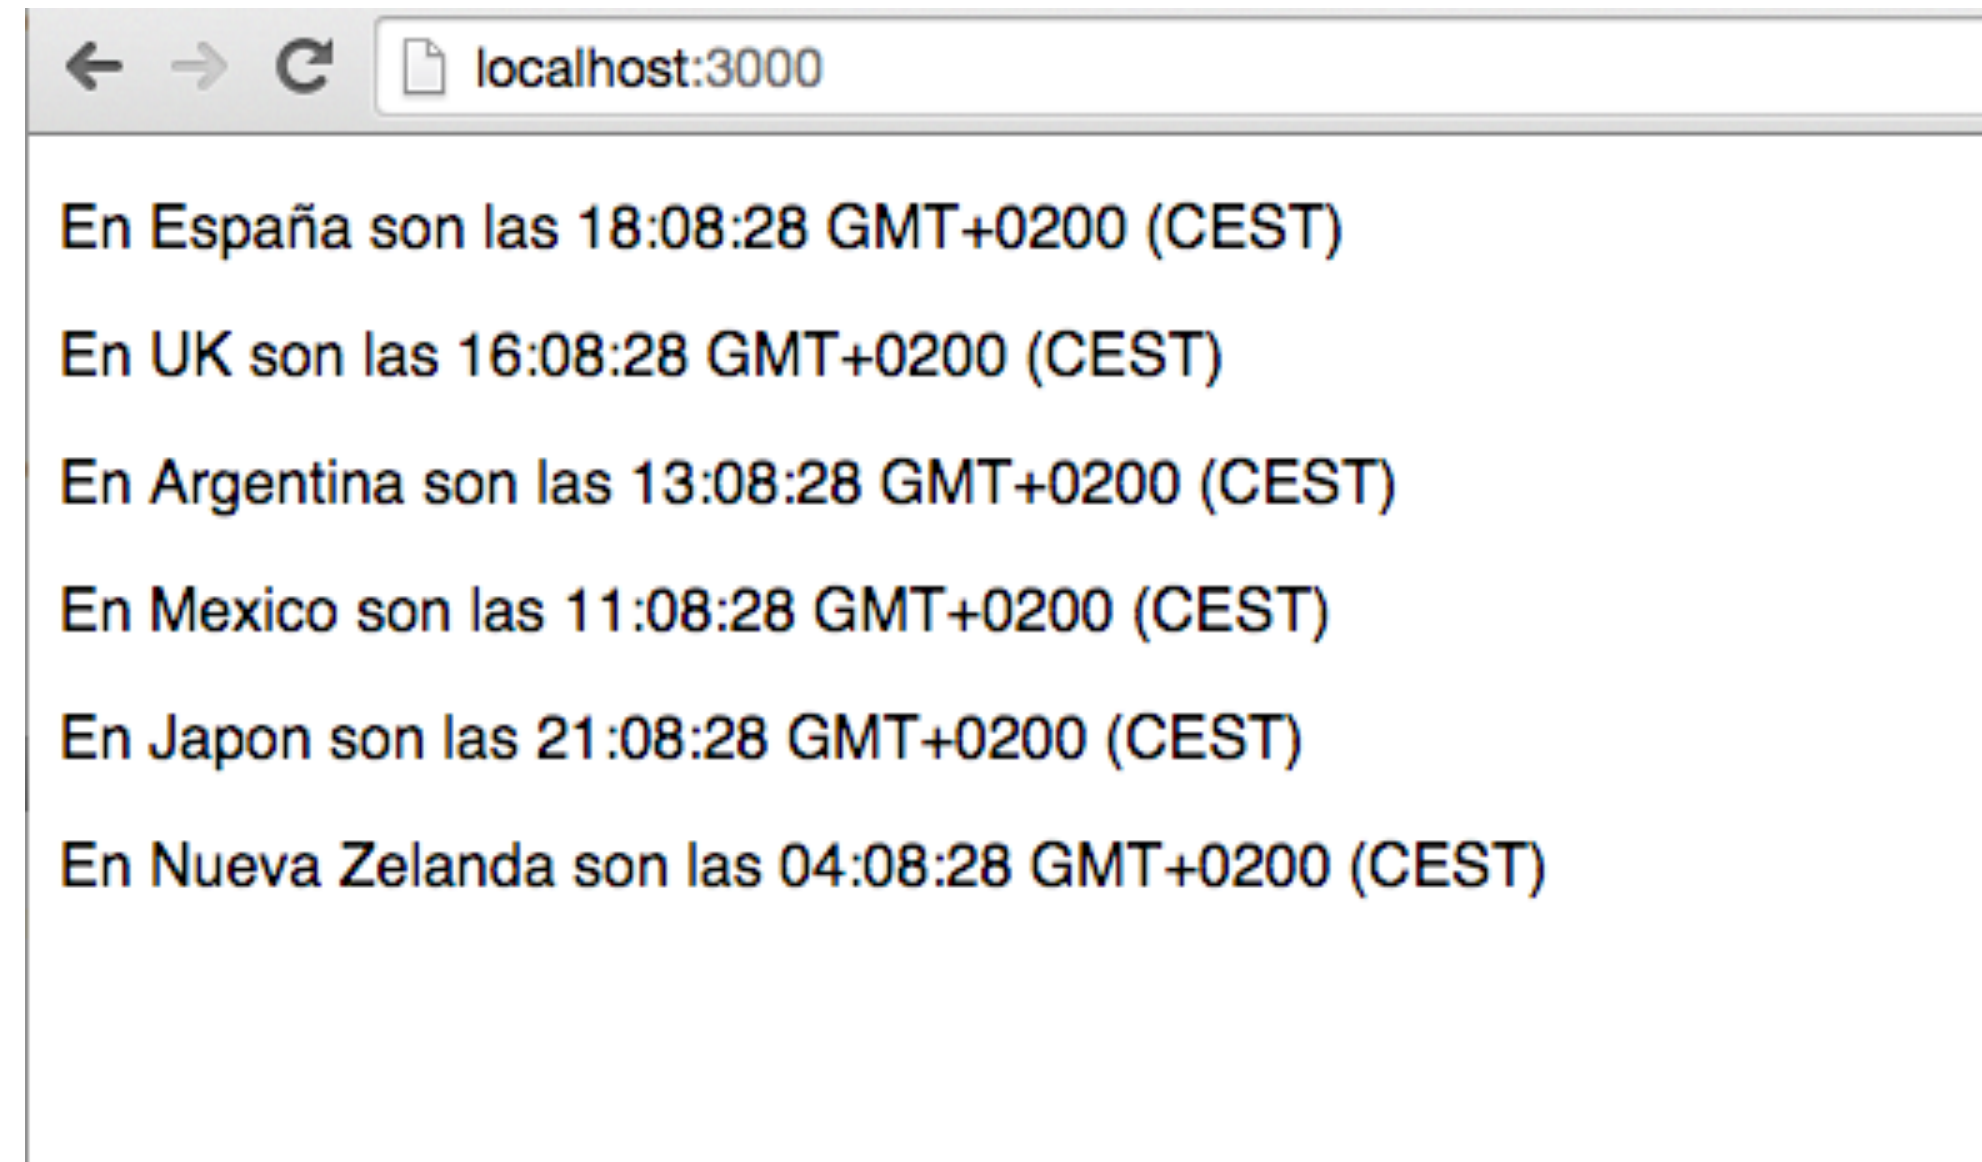 localhost:3000
En España son las 18:08:28 GMT+0200 (CEST)
En UK son las 16:08:28 GMT+0200 (CEST)
En Argentina son las 13:08:28 GMT+0200 (CEST)
En Mexico son las 11:08:28 GMT+0200 (CEST)
En Japon son las 21:08:28 GMT+0200 (CEST)
En Nueva Zelanda son las 04:08:28 GMT+0200 (CEST)